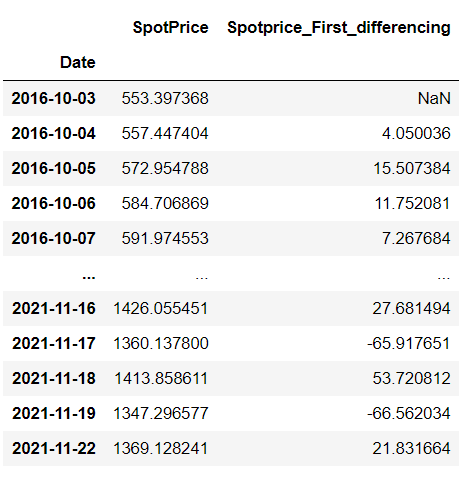 SpotPrice Spotprice_First_differencing
Date
2016-10-03 553.397368 NaN
2016-10-04 557.447404 4.050036
2016-10-05 572.954788 15.507384
2016-10-06 584.706869 11.752081
2016-10-07 591.974553 7.267684
... ... ...
2021-11-16 1426.055451 27.681494
2021-11-17 1360.137800 -65.917651
2021-11-18 1413.858611 53.720812
2021-11-19 1347.296577 -66.562034
2021-11-22 1369.128241 21.831664